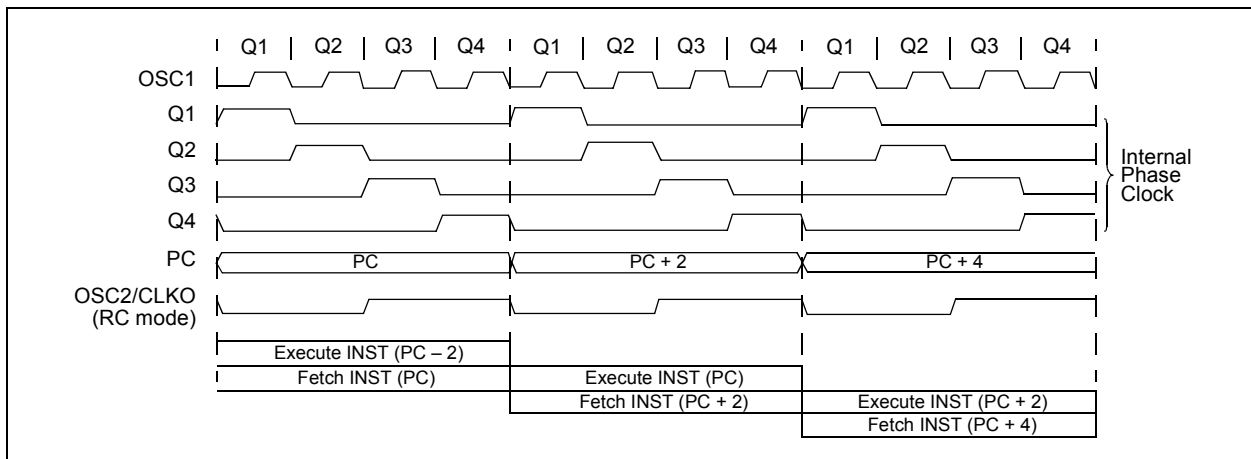 Q1 | Q2 | Q3 | Q4 | Q1 | Q2 | Q3 | Q4 | Q1 | Q2 | Q3 | Q4
OSC1
Q1
Q2
Q3
Q4
Internal
Phase
Clock
PC PC PC + 2 PC + 4
OSC2/CLKO
(RC mode)
Execute INST (PC – 2)
Fetch INST (PC) Execute INST (PC)
Fetch INST (PC + 2) Execute INST (PC + 2)
Fetch INST (PC + 4)